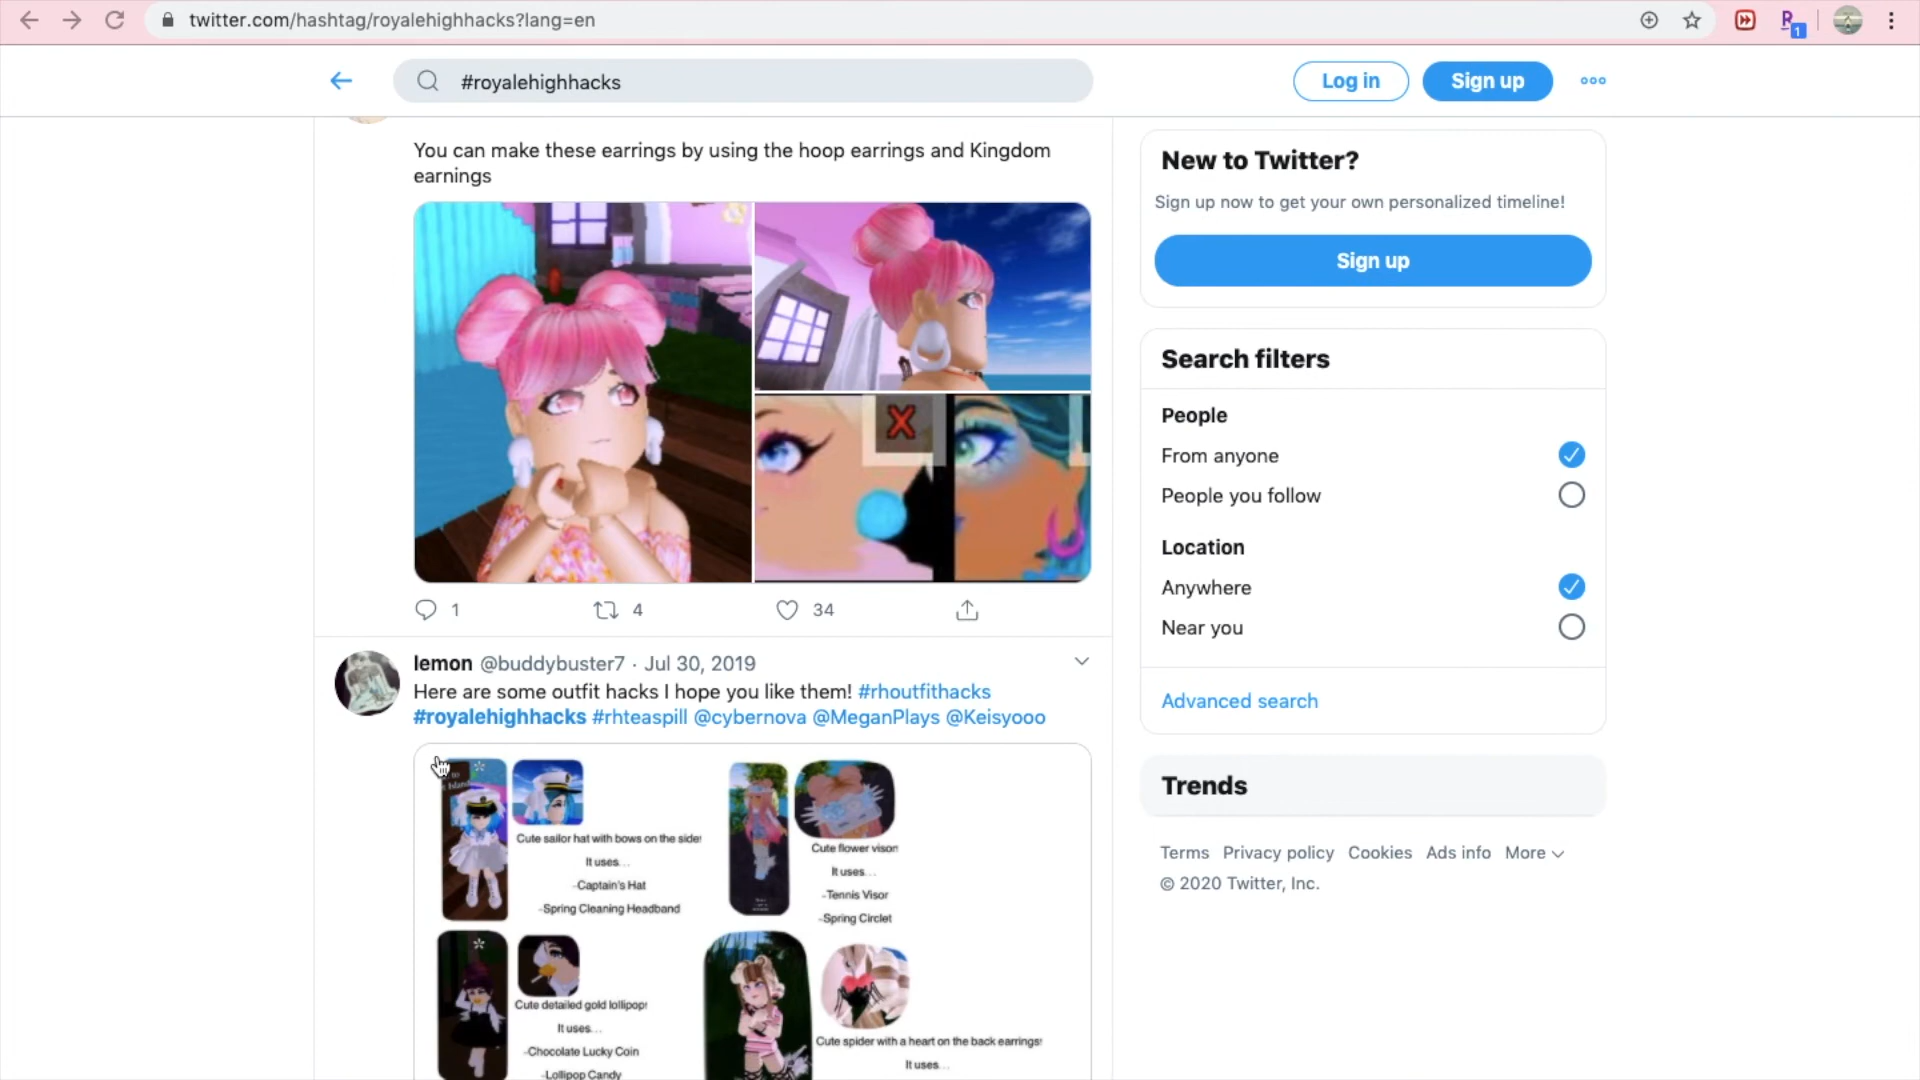 twitter.com/hashtag/royalehighhacks?lang=en
1
#royalehighhacks
Log in
Sign up
You can make these earrings by using the hoop earrings and Kingdom
earnings
1
4
34
lemon @buddybuster7 · Jul 30, 2019
Here are some outfit hacks I hope you like them! #rhoutfithacks
#royalehighhacks #rhteaspill @cybernova @MeganPlays @Keisyooo
Cute sailor hat with bows on the side!
It uses...
-Captain's Hat
-Spring Cleaning Headband
Cute flower visor!
It uses...
-Tennis Visor
-Spring Circlet
Cute detailed gold lollipop!
It uses...
-Chocolate Lucky Coin
-Lollipop Candy
Cute spider with a heart on the back earrings!
It uses...
New to Twitter?
Sign up now to get your own personalized timeline!
Sign up
Search filters
People
From anyone
People you follow
Location
Anywhere
Near you
Advanced search
Trends
Terms Privacy policy Cookies Ads info More
© 2020 Twitter, Inc.